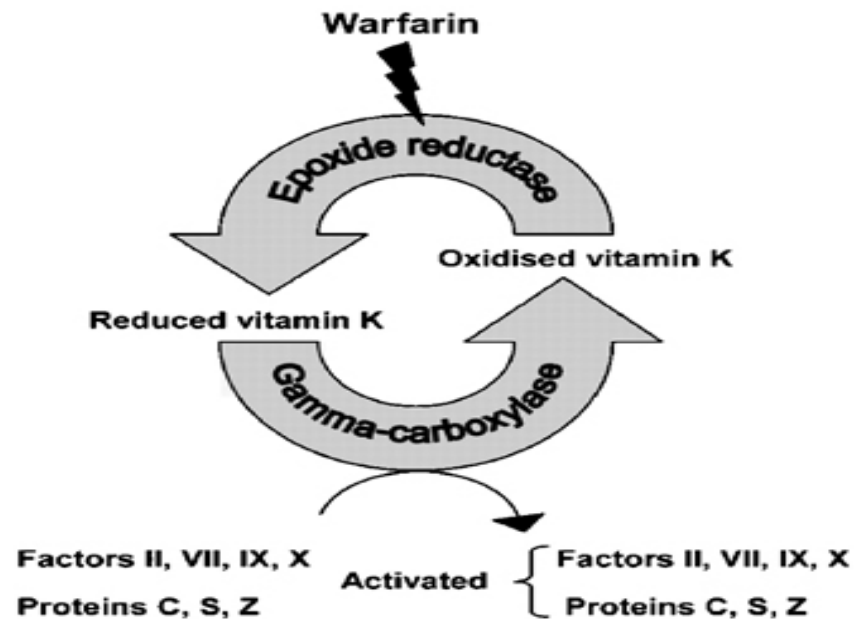 Warfarin
Epoxide reductase
Oxidised vitamin K
Reduced vitamin K
Gamma-carboxylase
Factors II, VII, IX, X
Proteins C, S, Z
Activated
Factors II, VII, IX, X
Proteins C, S, Z